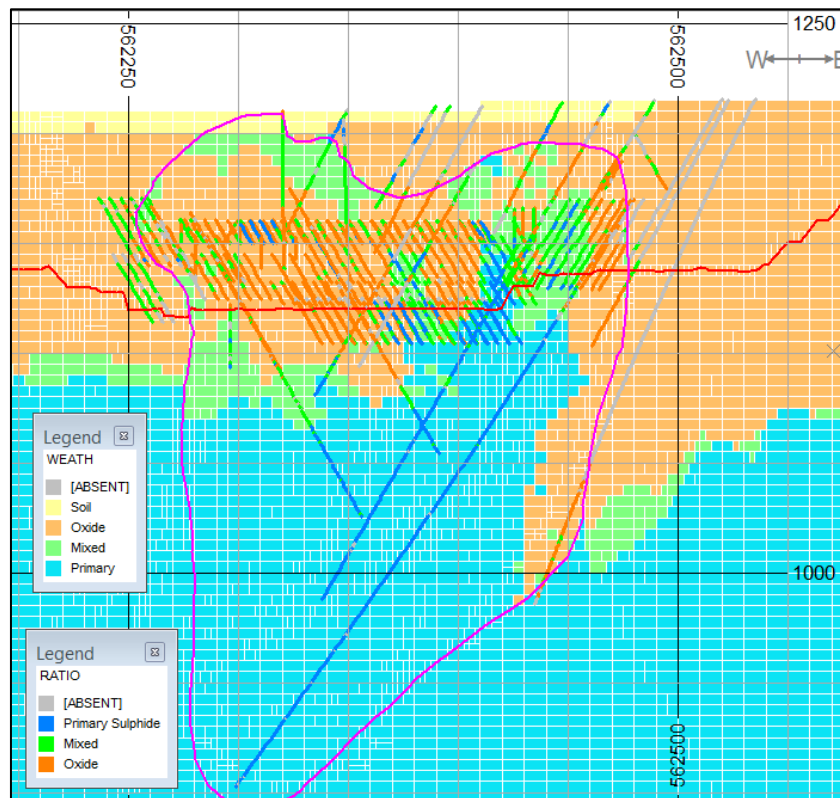 562250
562500
1250
W E
Legend
WEATH
[ABSENT]
Soil
Oxide
Mixed
Primary
1000
Legend
RATIO
[ABSENT]
Primary Sulphide
Mixed
Oxide
562500